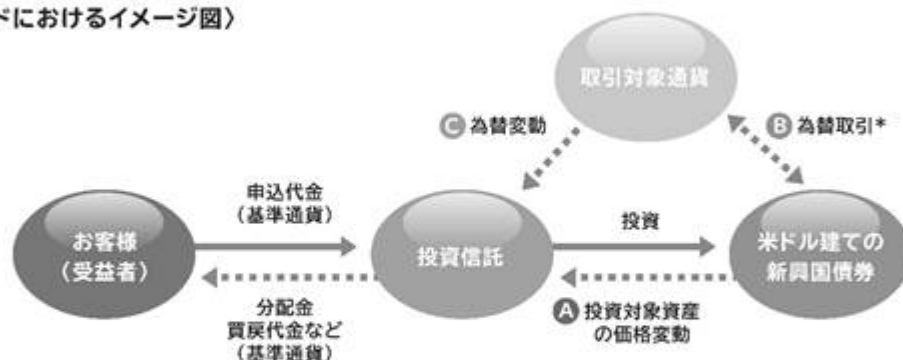 ドにおけるイメージ図〉
取引対象通貨
C 為替変動
B 為替取引*
申込代金
(基準通貨)
投資
お客様
(受益者)
投資信託
米ドル建ての
新興国債券
分配金
買戻代金など
(基準通貨)
A 投資対象資産
の価格変動